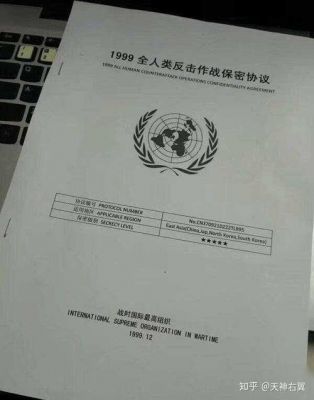 1999 全人类反击作战保密协议
1999 ALL HUMAN COUNTERATTACK OPERATIONS CONFIDENTIALITY AGREEMENT
协议编号 PROTOCOL NUMBER
适用地区 APPLICABLE REGION East Asia(China,Jap,North Korea,South Korea)
保密级别 SECRECT LEVEL ★★★★★
战时国际最高组织
INTERNATIONAL SUPREME ORGANIZATION IN WARTIME
1999.12
知乎 @天神右翼